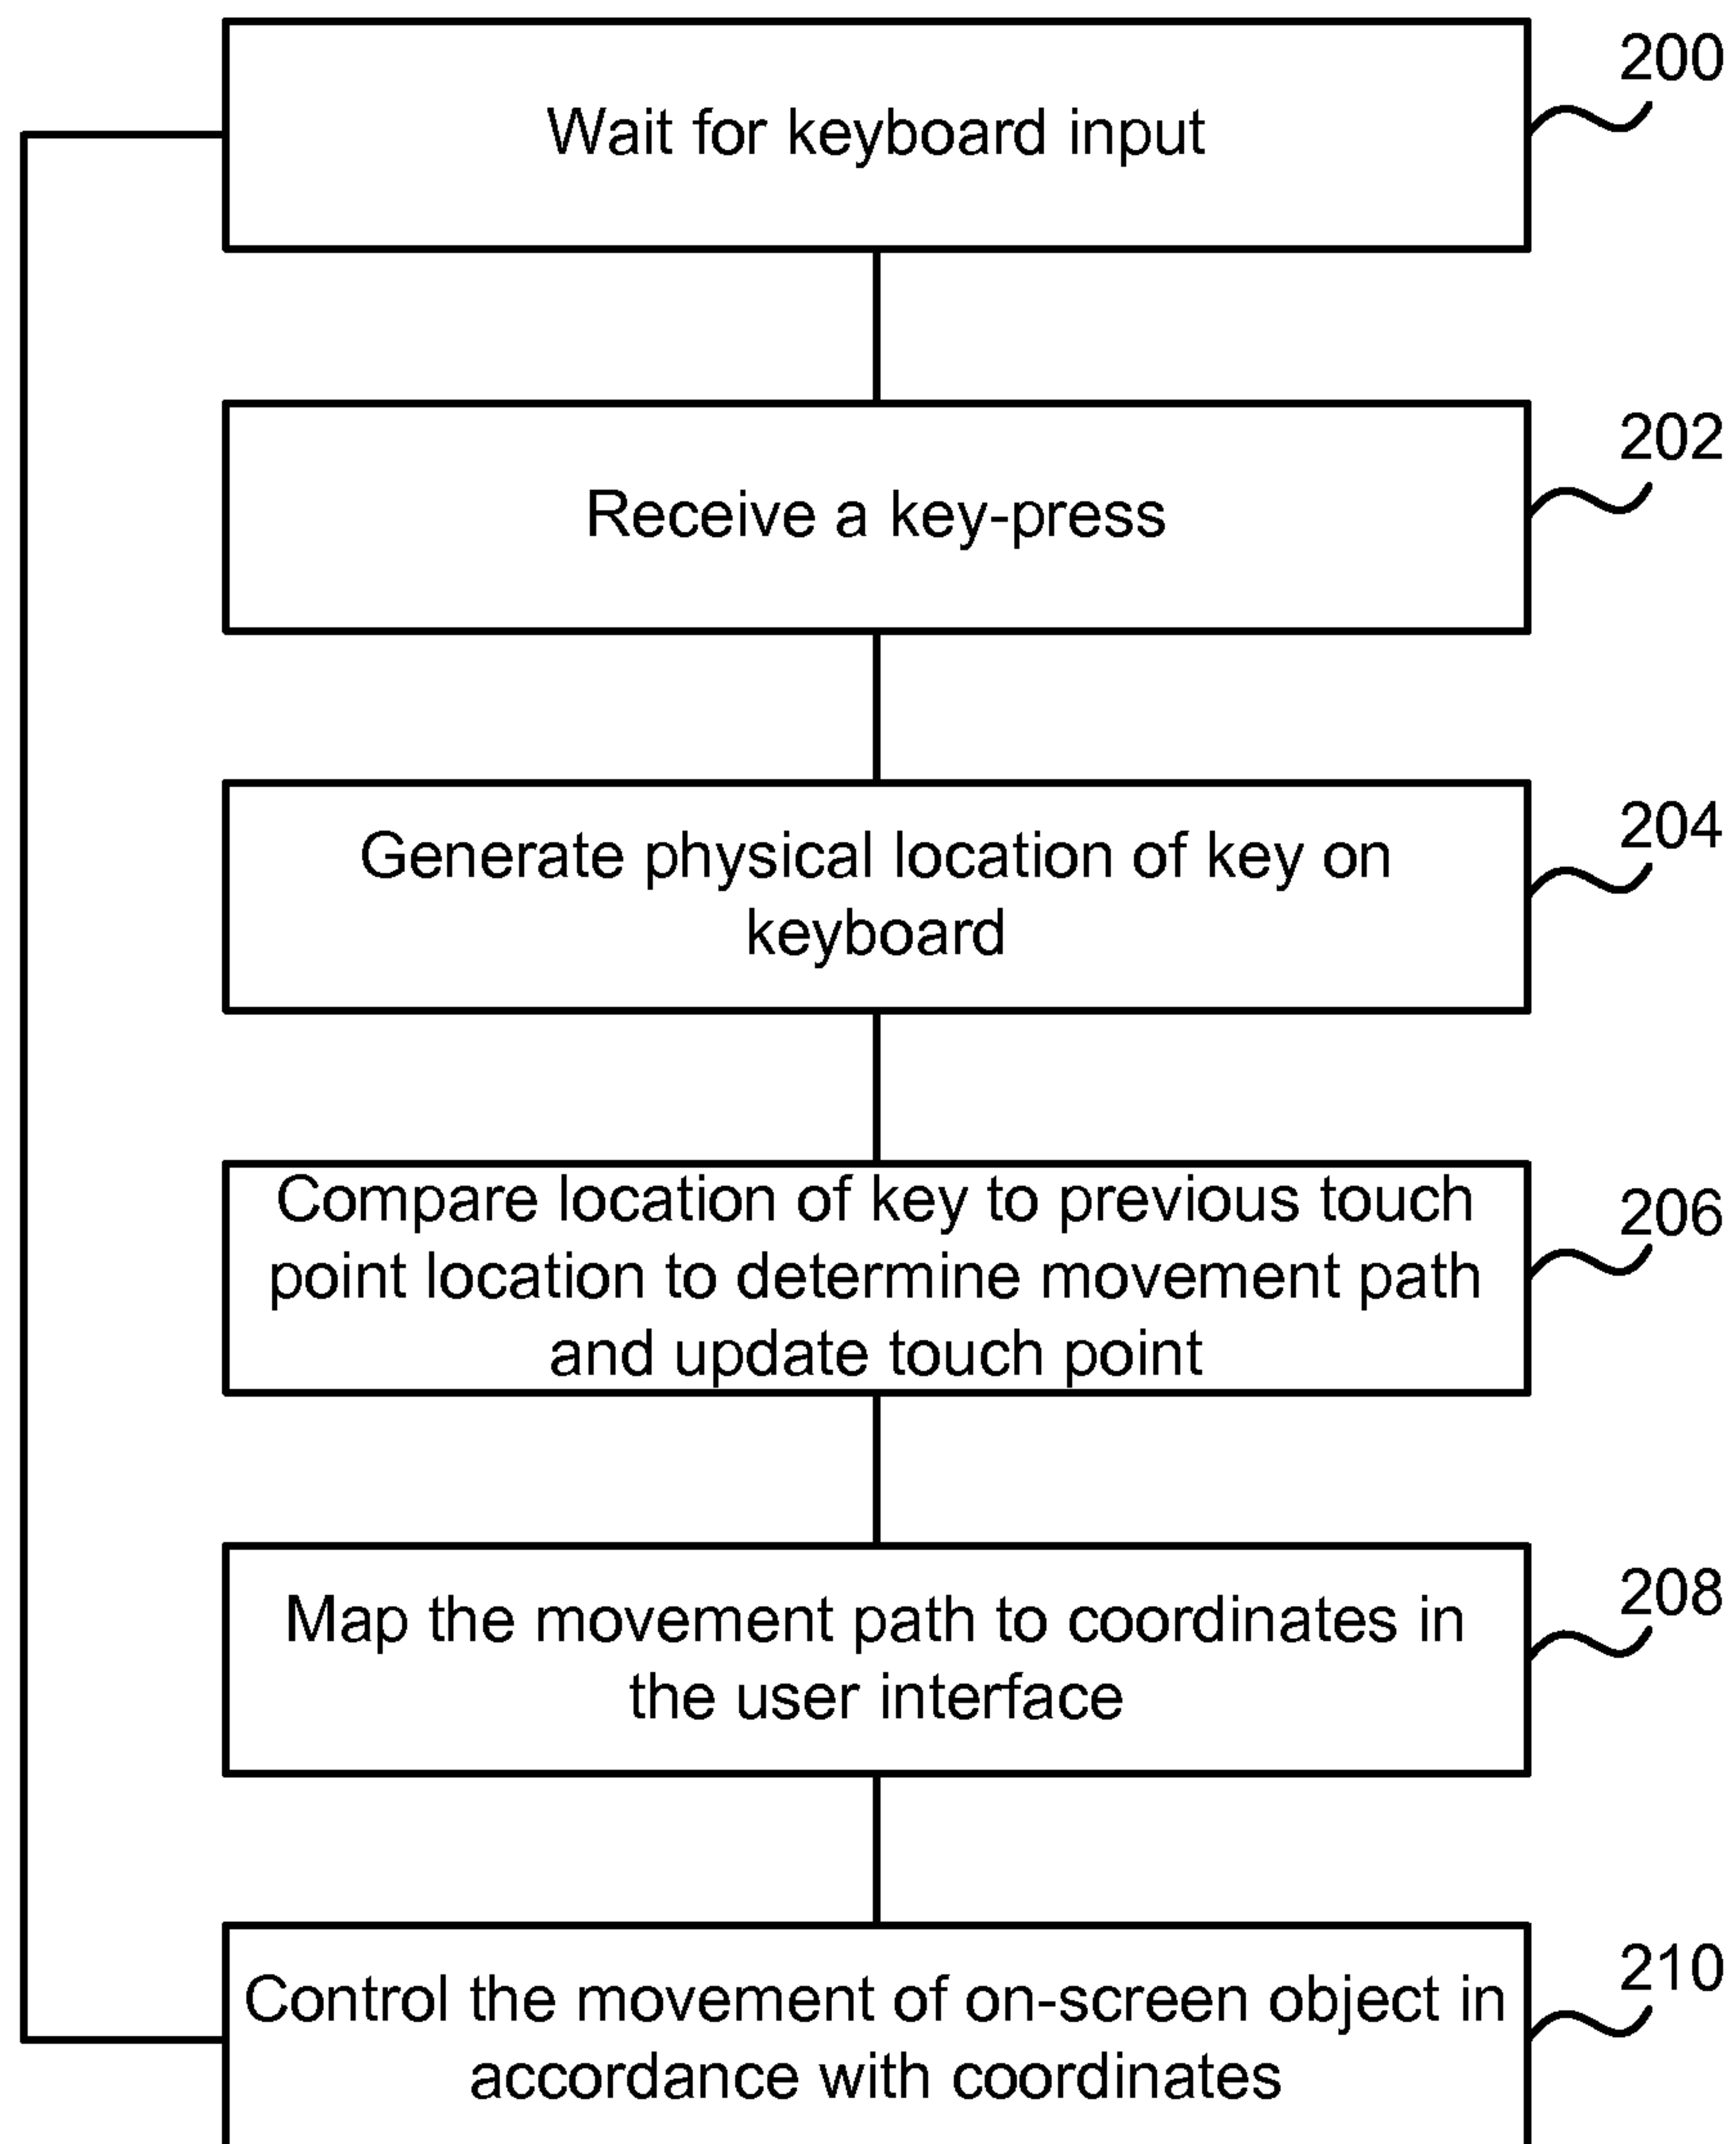 200
Wait for keyboard input
202
Receive a key-press
204
Generate physical location of key on
keyboard
206
Compare location of key to previous touch
point location to determine movement path
and update touch point
208
Map the movement path to coordinates in
the user interface
210
Control the movement of on-screen object in
accordance with coordinates